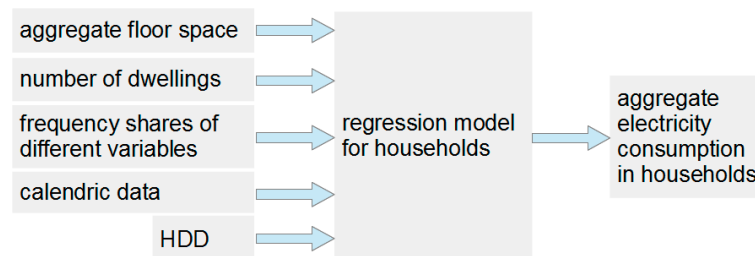 aggregate floor space
number of dwellings
frequency shares of
different variables
calendric data
HDD
regression model
for households
aggregate
electricity
consumption
in households